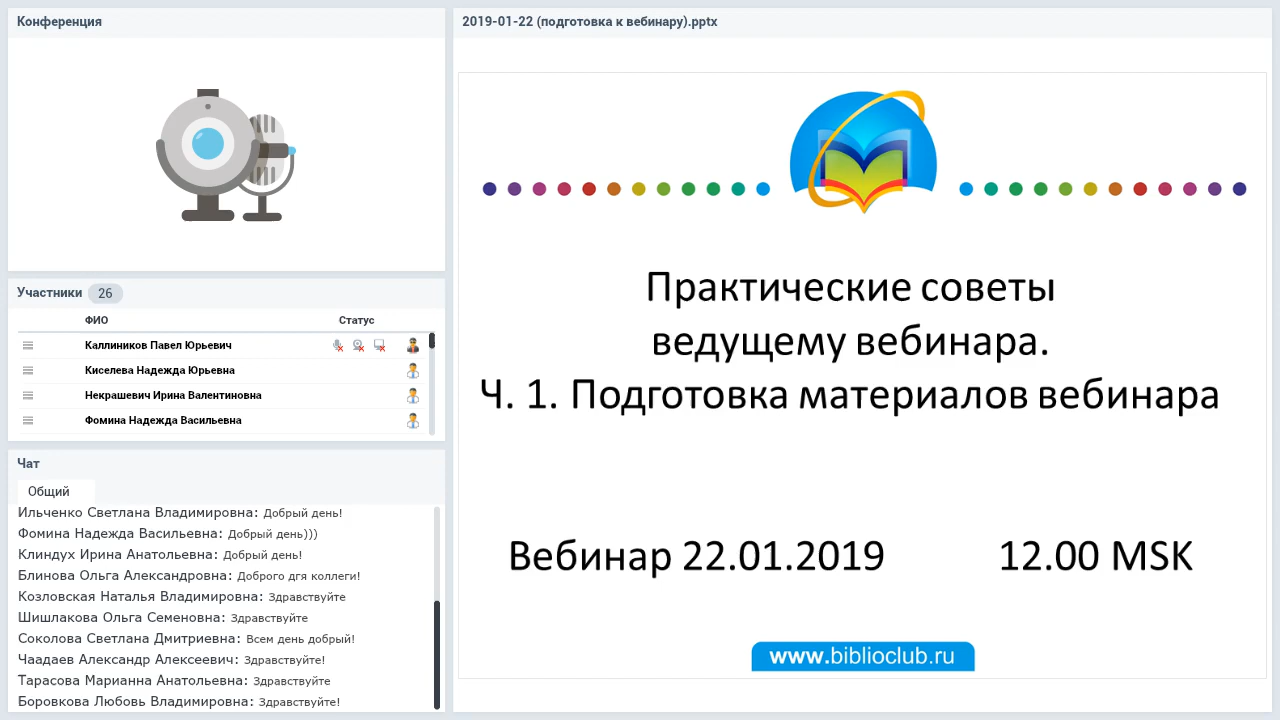 Конференция
2019-01-22 (подготовка к вебинару).pptx
Участники 26
ФИО Статус
Каллиников Павел Юрьевич
Киселева Надежда Юрьевна
Некрашевич Ирина Валентиновна
Фомина Надежда Васильевна
Чат
Общий
Ильченко Светлана Владимировна: Добрый день!
Фомина Надежда Васильевна: Добрый день)))
Клиндух Ирина Анатольевна: Добрый день!
Блинова Ольга Александровна: Доброго дгя коллеги!
Козловская Наталья Владимировна: Здравствуйте
Шишлакова Ольга Семеновна: Здравствуйте
Соколова Светлана Дмитриевна: Всем день добрый!
Чаадаев Александр Алексеевич: Здравствуйте!
Тарасова Марианна Анатольевна: Здравствуйте
Боровкова Любовь Владимировна: Здравствуйте!
Практические советы
ведущему вебинара.
Ч. 1. Подготовка материалов вебинара
Вебинар 22.01.2019 12.00 MSK
www.biblioclub.ru